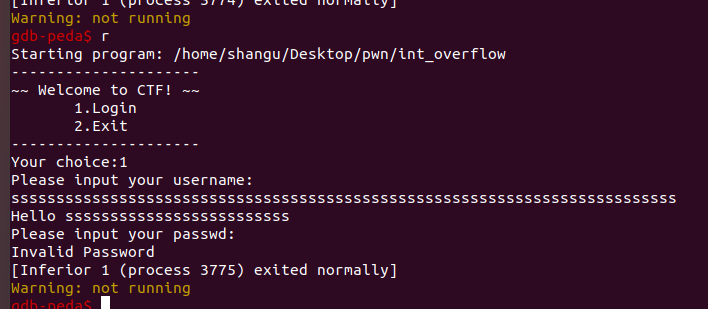 [Inferior 1 (process 3774) exited normally]
Warning: not running
gdb-peda$ r
Starting program: /home/shangu/Desktop/pwn/int_overflow
---------------------
~~ Welcome to CTF! ~~
       1.Login
       2.Exit
---------------------
Your choice:1
Please input your username:
ssssssssssssssssssssssssssssssssssssssssssssssssssssssssssssssssssssssssss
Hello sssssssssssssssssssssssss
Please input your passwd:
Invalid Password
[Inferior 1 (process 3775) exited normally]
Warning: not running
gdb-peda$